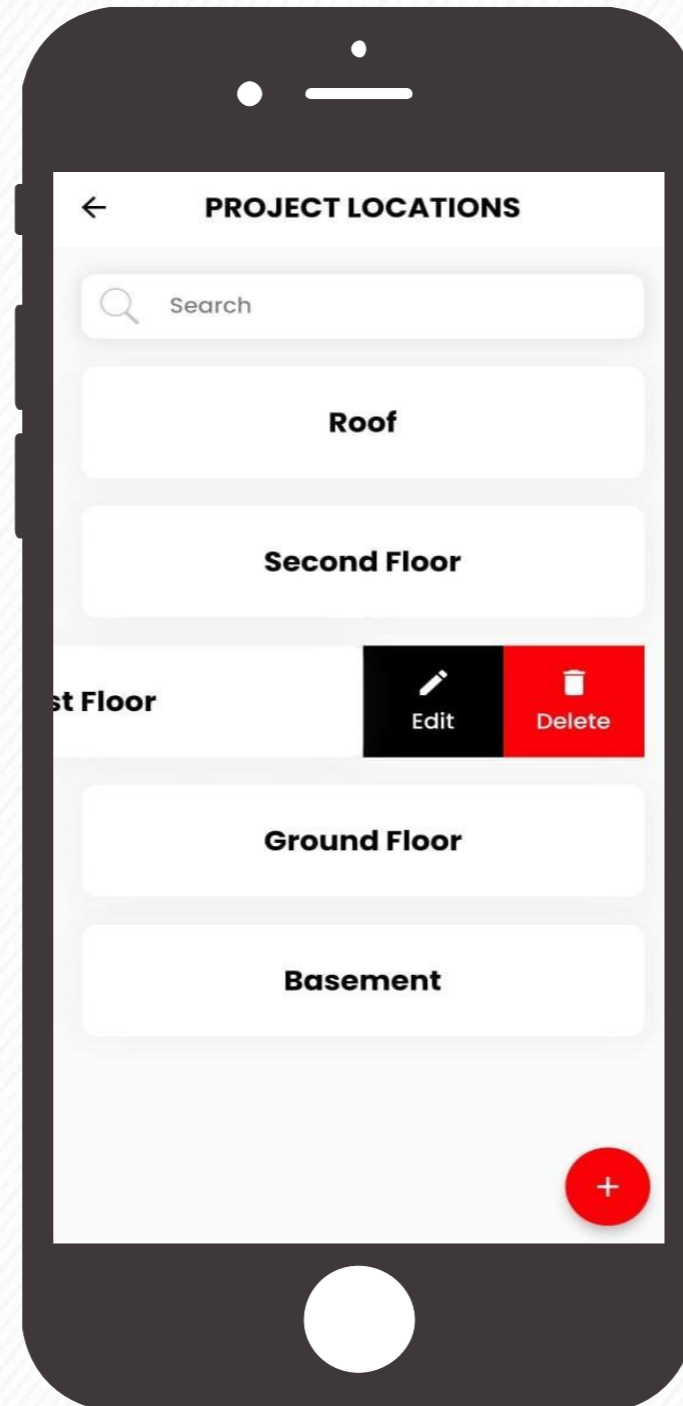 PROJECT LOCATIONS
Search
Roof
Second Floor
st Floor
Edit
Delete
Ground Floor
Basement
+